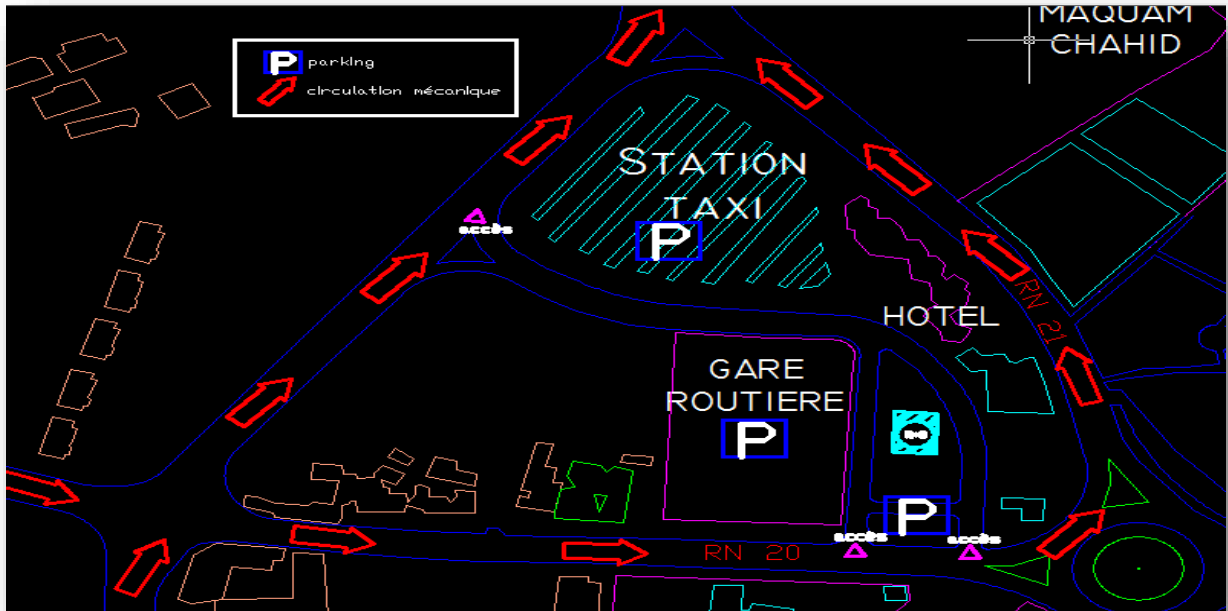 MAQUAM
CHAHID
P parking
circulation mécanique
STATION
TAXI
P
accès
HOTEL
RN 21
GARE
ROUTIERE
P
P
accès
accès
RN 20